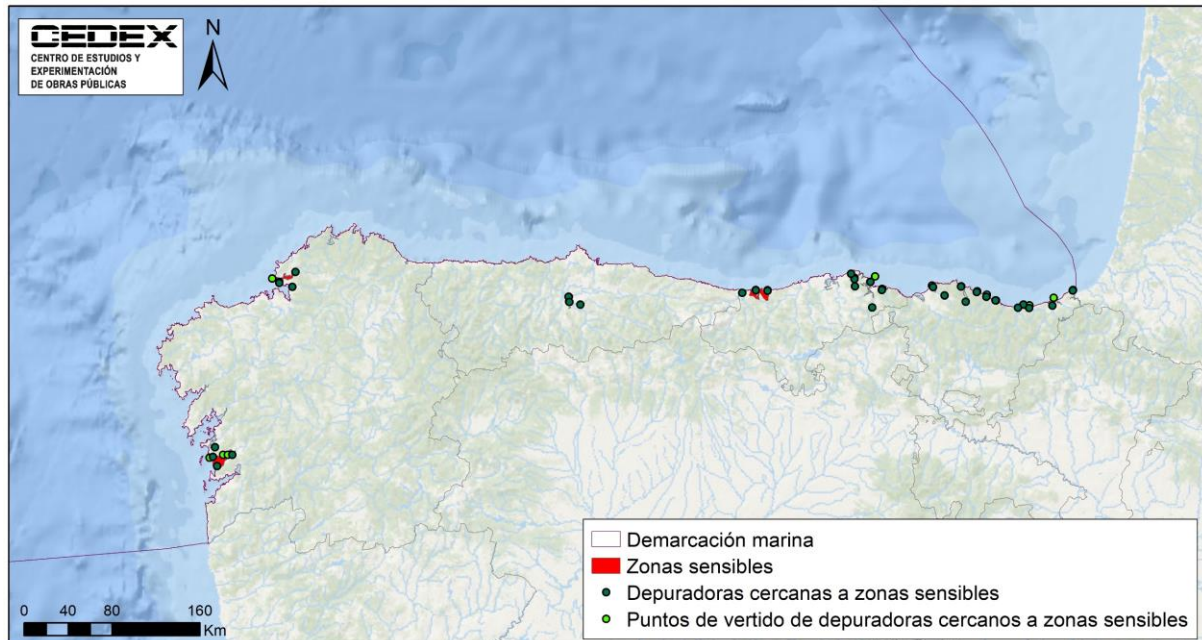 CEDEX
CENTRO DE ESTUDIOS Y
EXPERIMENTACIÓN
DE OBRAS PÚBLICAS
N
Demarcación marina
Zonas sensibles
Depuradoras cercanas a zonas sensibles
Puntos de vertido de depuradoras cercanos a zonas sensibles
0 40 80 160
Km